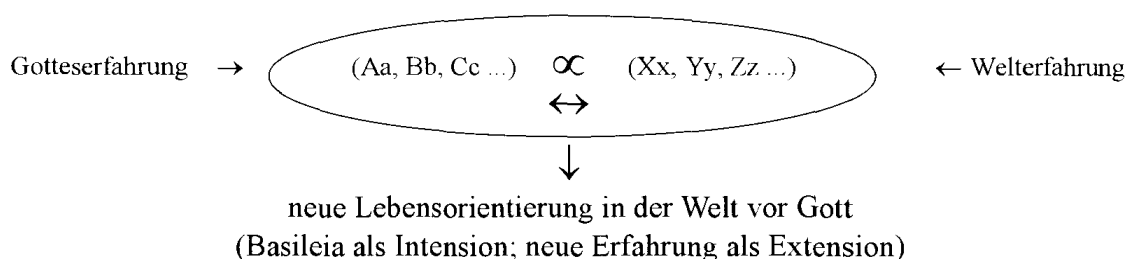 Gotteserfahrung → (Aa, Bb, Cc ...) ∝ (Xx, Yy, Zz ...) ← Welterfahrung
↔
↓
neue Lebensorientierung in der Welt vor Gott
(Basileia als Intension; neue Erfahrung als Extension)